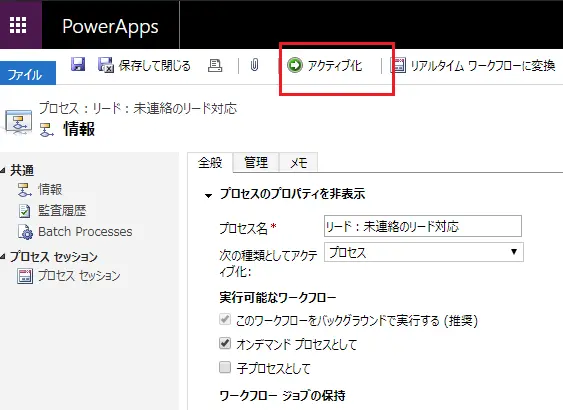 PowerApps
ファイル 保存して閉じる アクティブ化 リアルタイム ワークフローに変換
プロセス : リード : 未連絡のリード対応
情報
共通
情報
監査履歴
Batch Processes
プロセス セッション
プロセス セッション
全般 管理 メモ
プロセスのプロパティを非表示
プロセス名 * リード : 未連絡のリード対応
次の種類としてアクテ
ィブ化: プロセス
実行可能なワークフロー
このワークフローをバックグラウンドで実行する (推奨)
オンデマンド プロセスとして
子プロセスとして
ワークフロー ジョブの保持